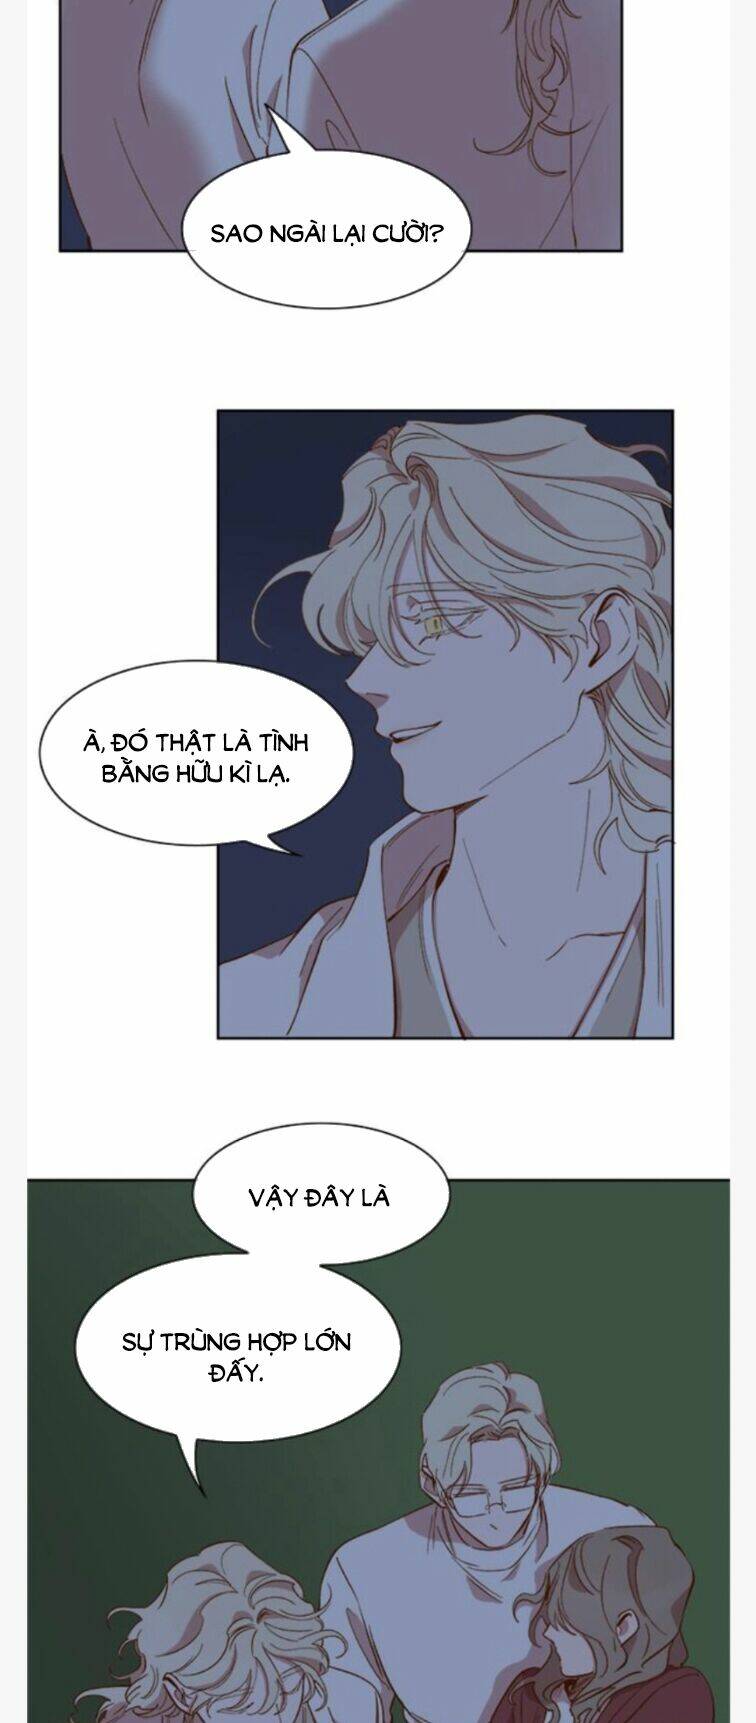 SAO NGÀI LẠI CƯỜI?
À, ĐÓ THẬT LÀ TÌNH
BẰNG HỮU KÌ LẠ.
VẬY ĐÂY LÀ
SỰ TRÙNG HỢP LỚN
ĐẤY.